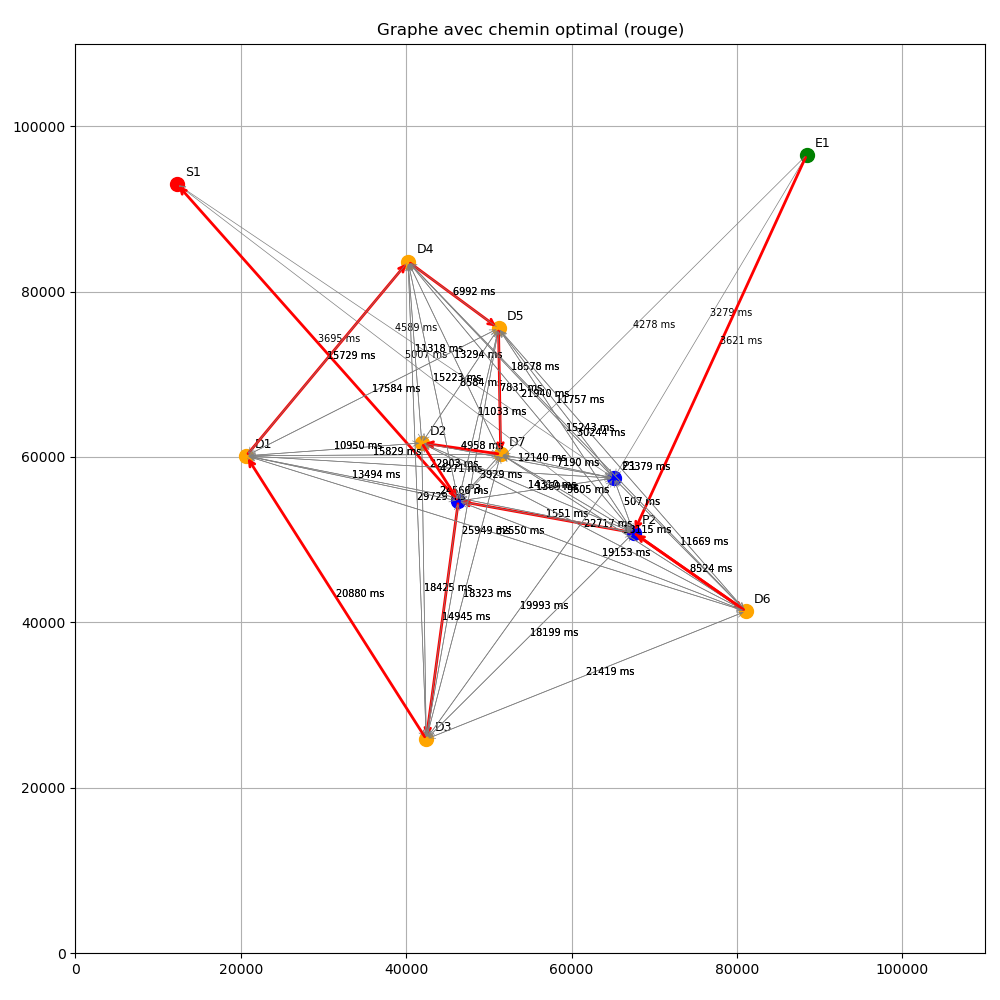 Graphe avec chemin optimal (rouge)
100000
80000
60000
40000
20000
0
0 20000 40000 60000 80000 100000
E1
S1
D4
D5
D2
D1
D7
P3
P2
D6
D3
6992 ms
3279 ms
4278 ms
4589 ms
3621 ms
3695 ms
11318 ms
15729 ms
5007 ms
13294 ms
18578 ms
15223 ms
17584 ms
7831 ms
21940 ms
11757 ms
11033 ms
15243 ms
30244 ms
10950 ms
4958 ms
15829 ms
12140 ms
7190 ms
22903 ms
4271 ms
21379 ms
13494 ms
3929 ms
14310 ms
9605 ms
29729 ms
507 ms
1551 ms
22717 ms
25949 ms
32550 ms
11669 ms
19153 ms
8524 ms
18425 ms
18323 ms
20880 ms
19993 ms
14945 ms
18199 ms
21419 ms